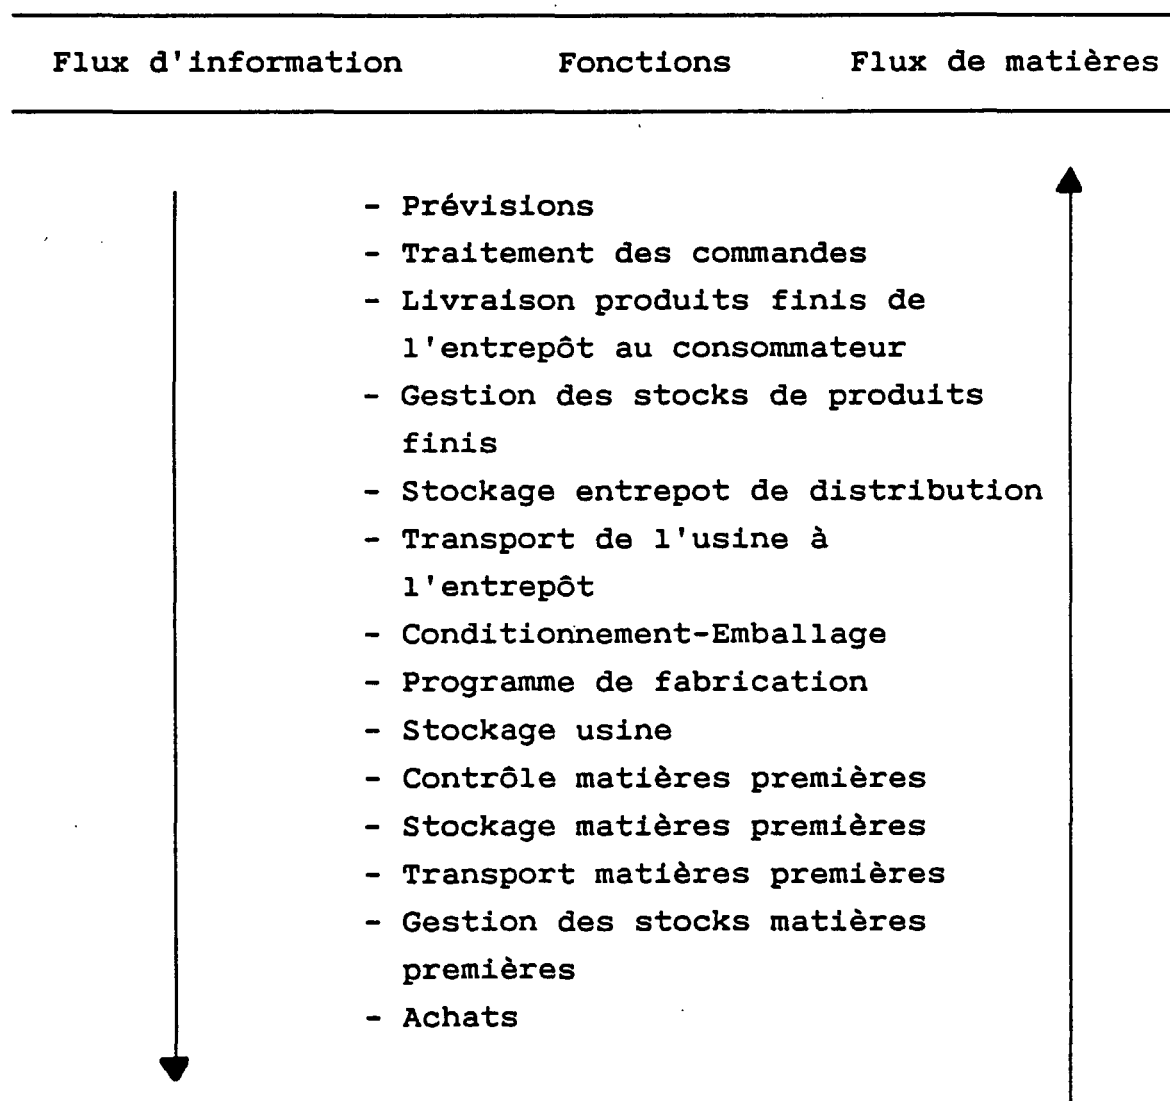 Flux d'information Fonctions Flux de matières
- Prévisions
- Traitement des commandes
- Livraison produits finis de
l'entrepôt au consommateur
- Gestion des stocks de produits
finis
- Stockage entrepot de distribution
- Transport de l'usine à
l'entrepôt
- Conditionnement-Emballage
- Programme de fabrication
- Stockage usine
- Contrôle matières premières
- Stockage matières premières
- Transport matières premières
- Gestion des stocks matières
premières
- Achats